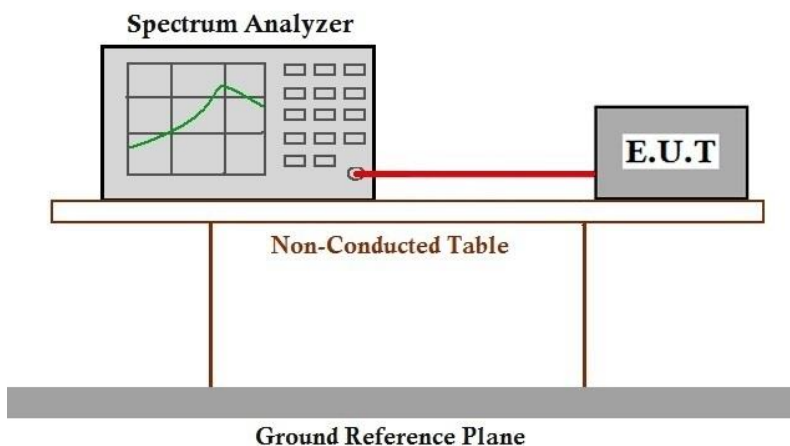 Spectrum Analyzer
E.U.T
Non-Conducted Table
Ground Reference Plane